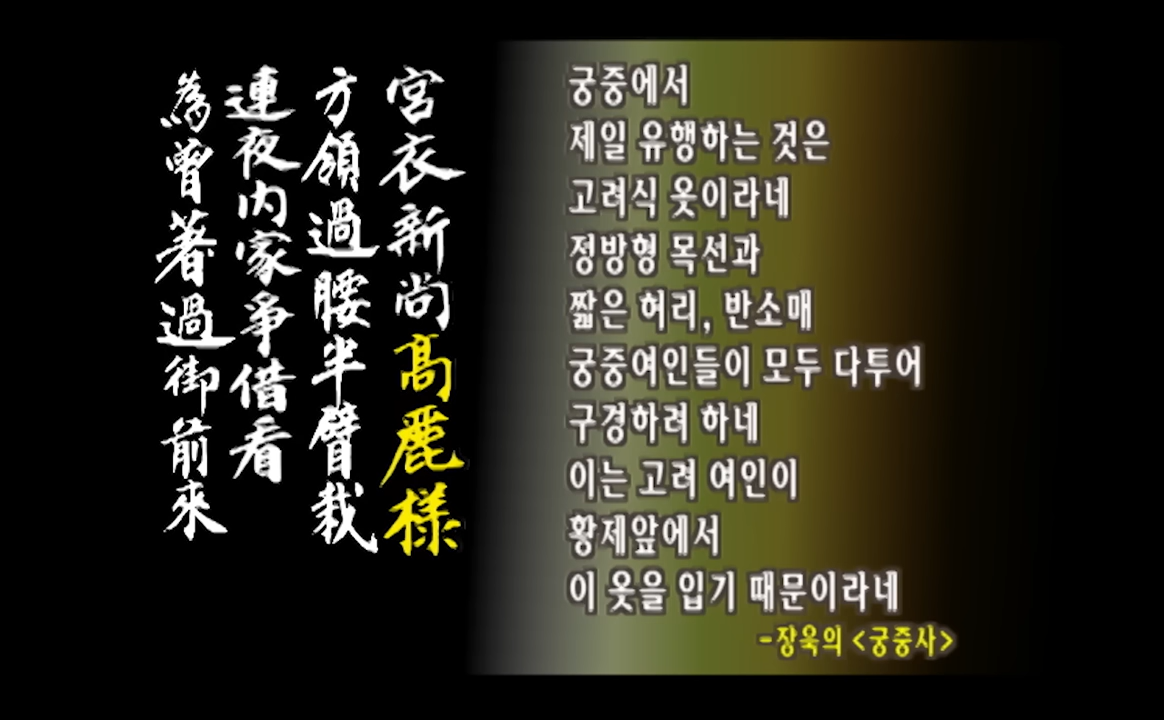 宮衣新尚高麗樣
方領過腰半臂裁
連夜內家爭借看
為曾著過御前來
궁중에서
제일 유행하는 것은
고려식 옷이라네
정방형 목선과
짧은 허리, 반소매
궁중여인들이 모두 다투어
구경하려 하네
이는 고려 여인이
황제앞에서
이 옷을 입기 때문이라네
-장욱의 <궁중사>